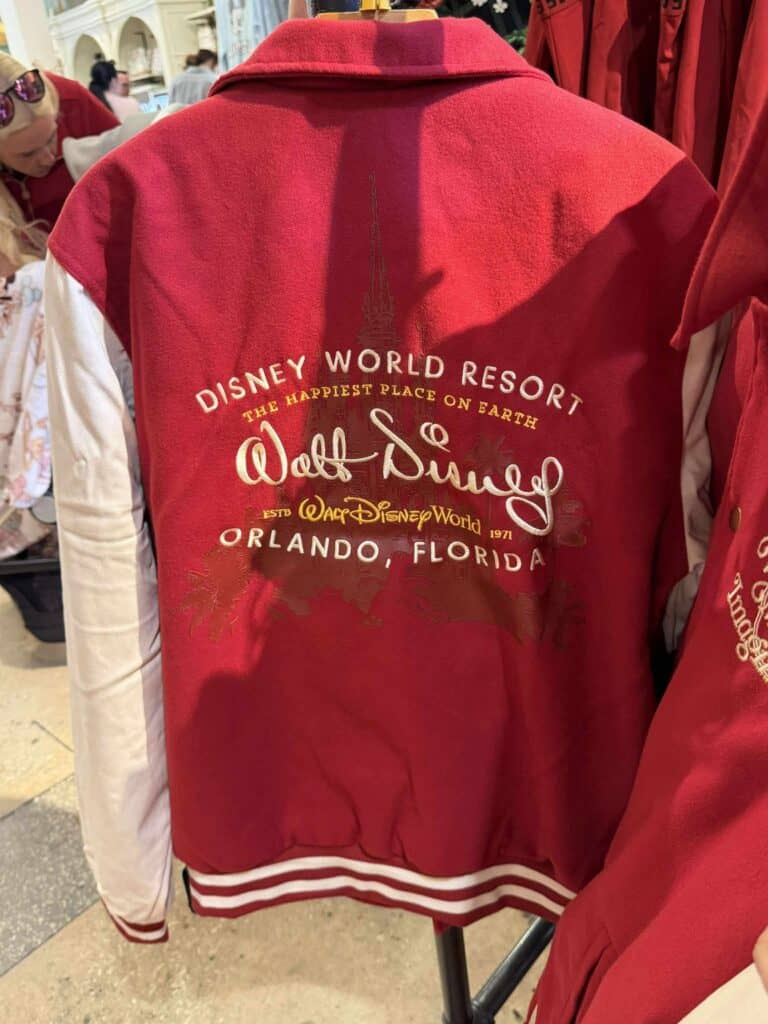 DISNEY WORLD RESORT
THE HAPPIEST PLACE ON EARTH
Walt Disney
ESTD WALT DISNEY World 1971
ORLANDO, FLORIDA